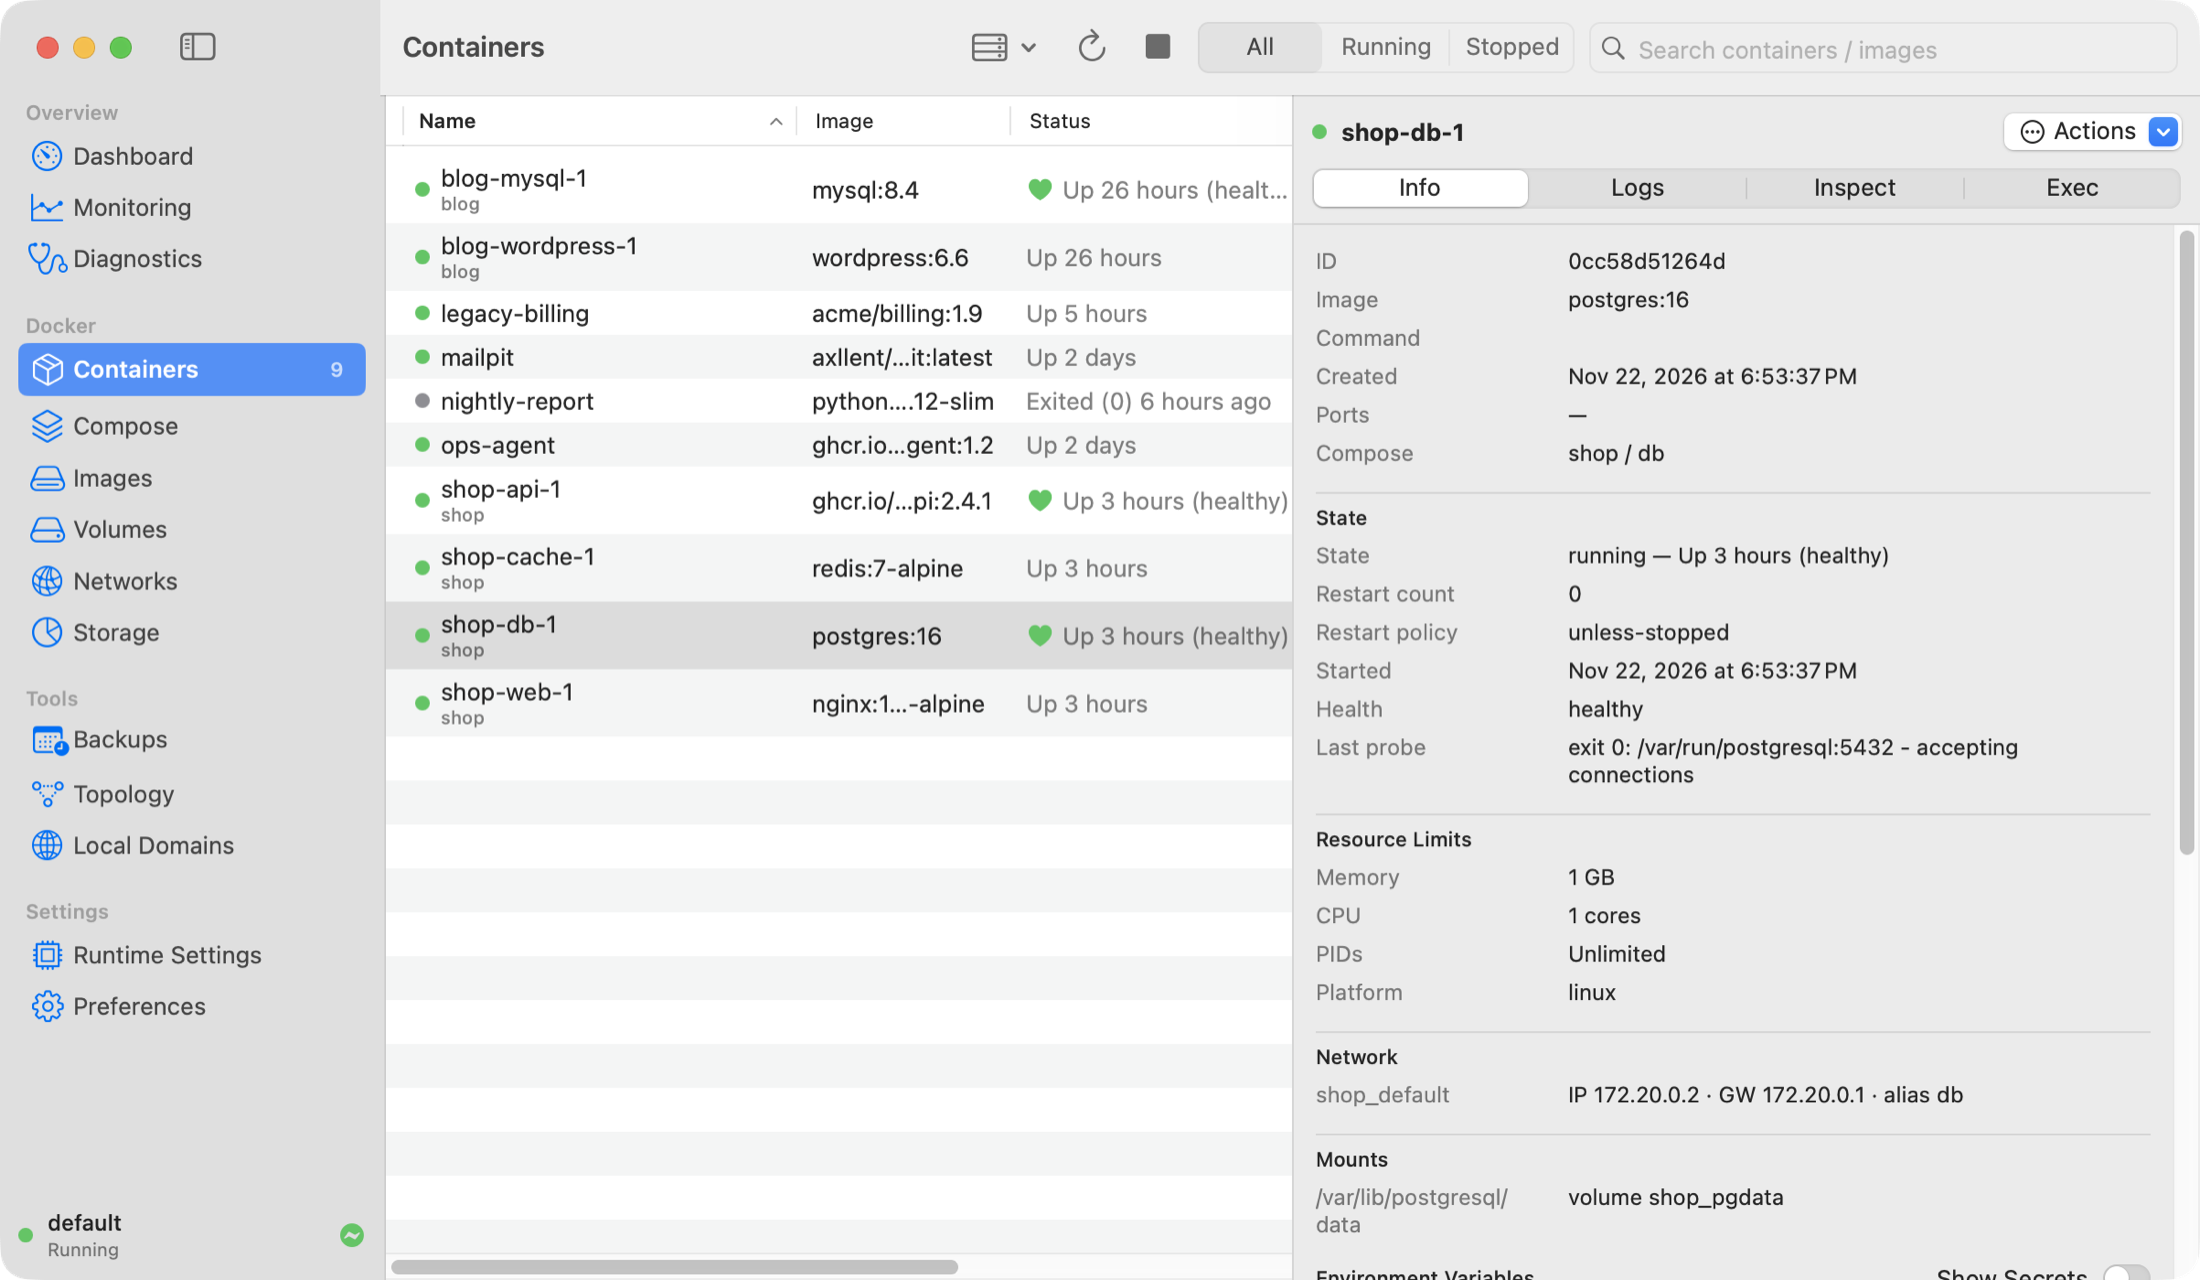 Containers
All
Running
Stopped
Search containers / images
Overview
Dashboard
Monitoring
Diagnostics
Docker
Containers 9
Compose
Images
Volumes
Networks
Storage
Tools
Backups
Topology
Local Domains
Settings
Runtime Settings
Preferences
default
Running
Name Image Status
blog-mysql-1
blog
mysql:8.4
Up 26 hours (healt...
blog-wordpress-1
blog
wordpress:6.6
Up 26 hours
legacy-billing acme/billing:1.9 Up 5 hours
mailpit axllent/...it:latest Up 2 days
nightly-report python....12-slim Exited (0) 6 hours ago
ops-agent ghcr.io...gent:1.2 Up 2 days
shop-api-1
shop
ghcr.io/...pi:2.4.1
Up 3 hours (healthy)
shop-cache-1
shop
redis:7-alpine
Up 3 hours
shop-db-1
shop
postgres:16
Up 3 hours (healthy)
shop-web-1
shop
nginx:1...-alpine
Up 3 hours
shop-db-1
Actions
Info Logs Inspect Exec
ID 0cc58d51264d
Image postgres:16
Command
Created Nov 22, 2026 at 6:53:37 PM
Ports —
Compose shop / db
State
State running — Up 3 hours (healthy)
Restart count 0
Restart policy unless-stopped
Started Nov 22, 2026 at 6:53:37 PM
Health healthy
Last probe exit 0: /var/run/postgresql:5432 - accepting
connections
Resource Limits
Memory 1 GB
CPU 1 cores
PIDs Unlimited
Platform linux
Network
shop_default IP 172.20.0.2 · GW 172.20.0.1 · alias db
Mounts
/var/lib/postgresql/
data
volume shop_pgdata
Environment Variables Show Secrets